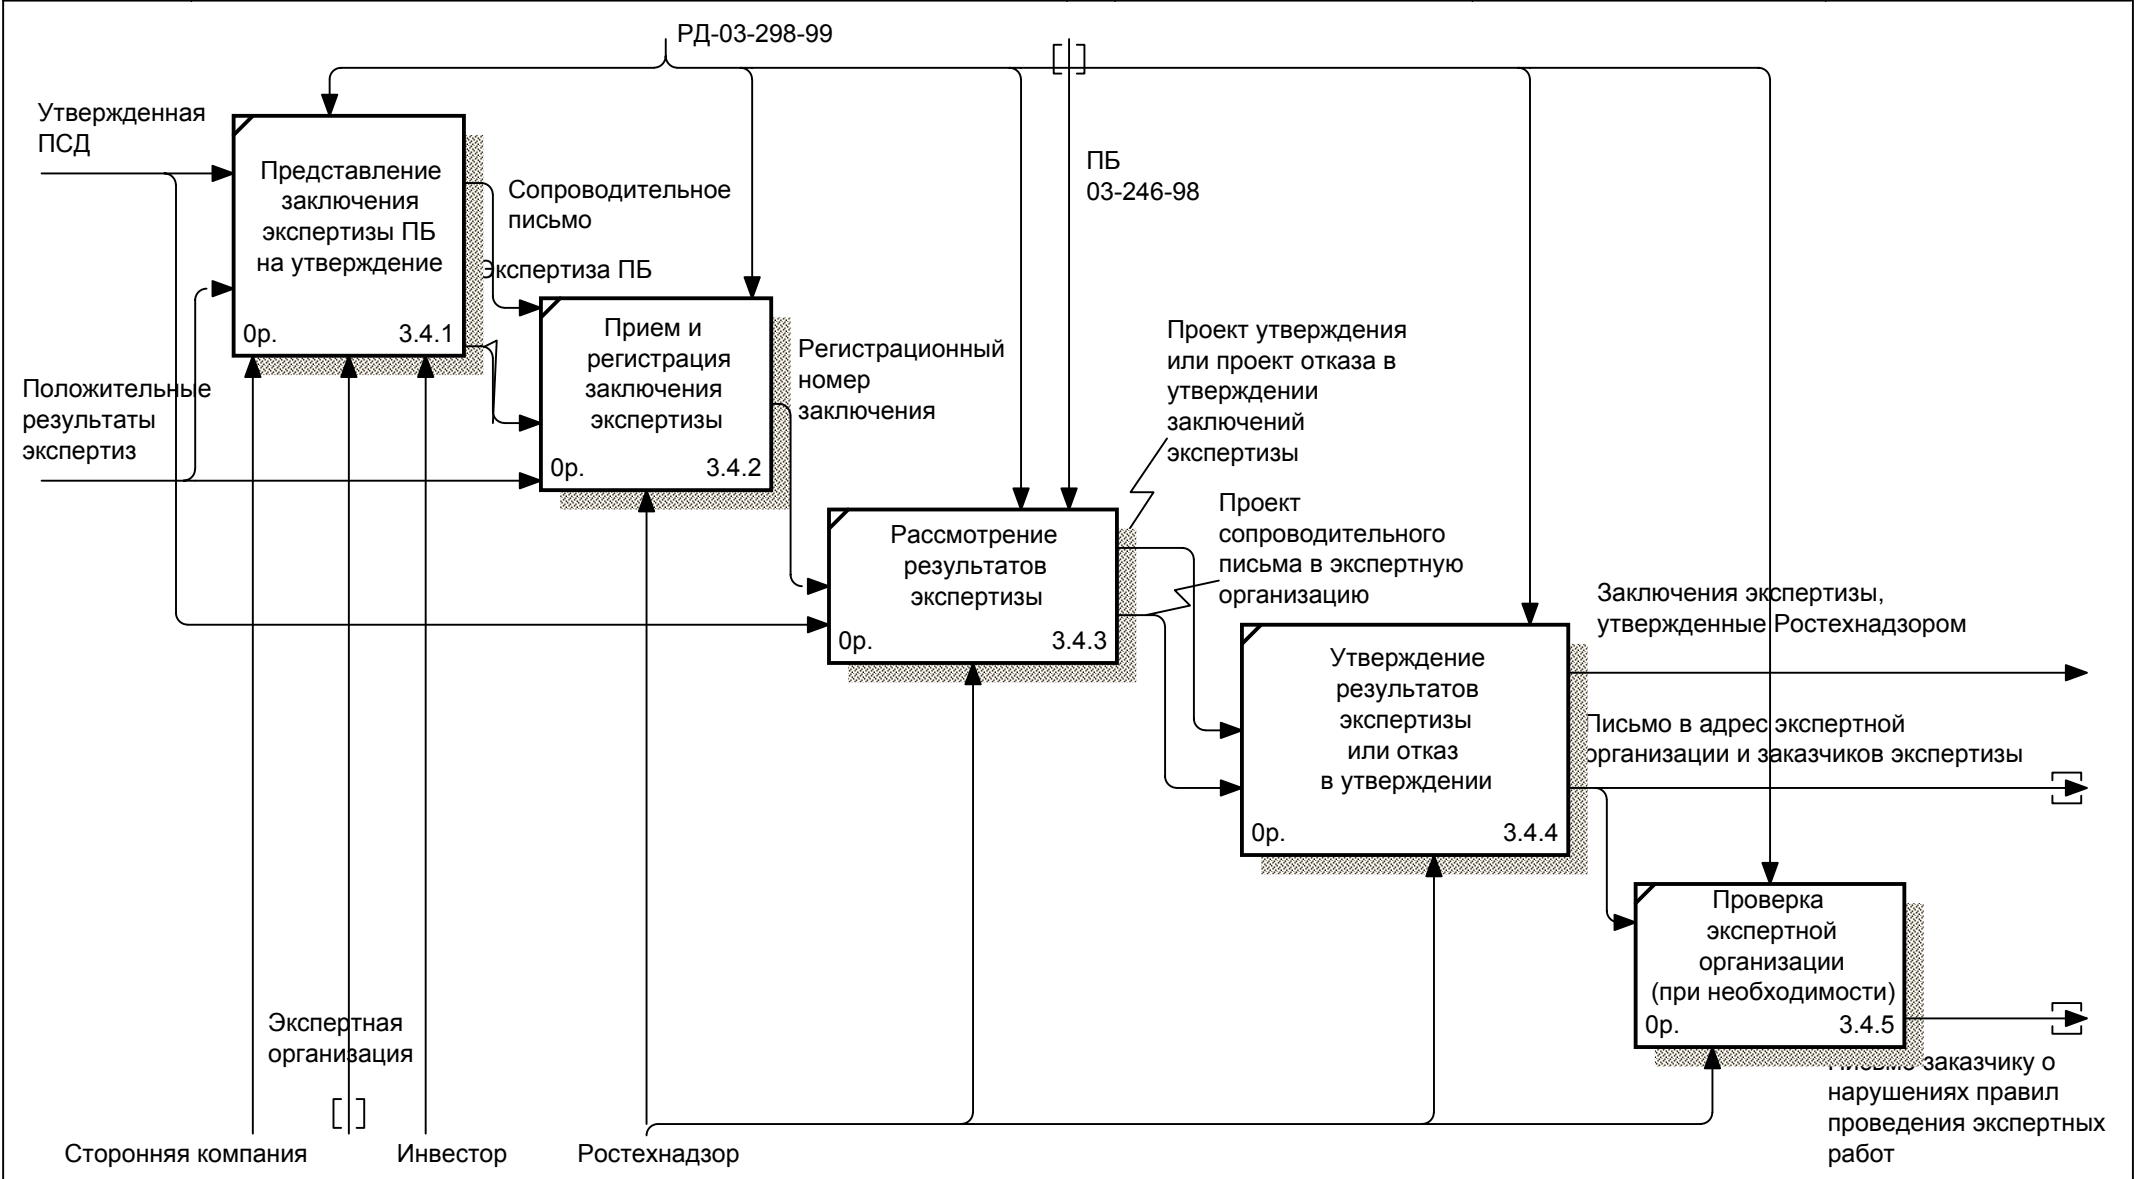 РД-03-298-99
Утвержденная
ПСД
Представление
заключения
экспертизы ПБ
на утверждение
0р.
3.4.1
Сопроводительное
письмо
Экспертиза ПБ
ПБ
03-246-98
Положительные
результаты
экспертиз
Прием и
регистрация
заключения
экспертизы
0р.
3.4.2
Регистрационный
номер
заключения
Проект утверждения
или проект отказа в
утверждении
заключений
экспертизы
Рассмотрение
результатов
экспертизы
0р.
3.4.3
Проект
сопроводительного
письма в экспертную
организацию
Утверждение
результатов
экспертизы
или отказ
в утверждении
0р.
3.4.4
Заключения экспертизы,
утвержденные Ростехнадзором
Письмо в адрес экспертной
организации и заказчиков экспертизы
Проверка
экспертной
организации
(при необходимости)
0р.
3.4.5
Экспертная
организация
Письмо заказчику о
нарушениях правил
проведения экспертных
работ
Сторонняя компания
Инвестор
Ростехнадзор